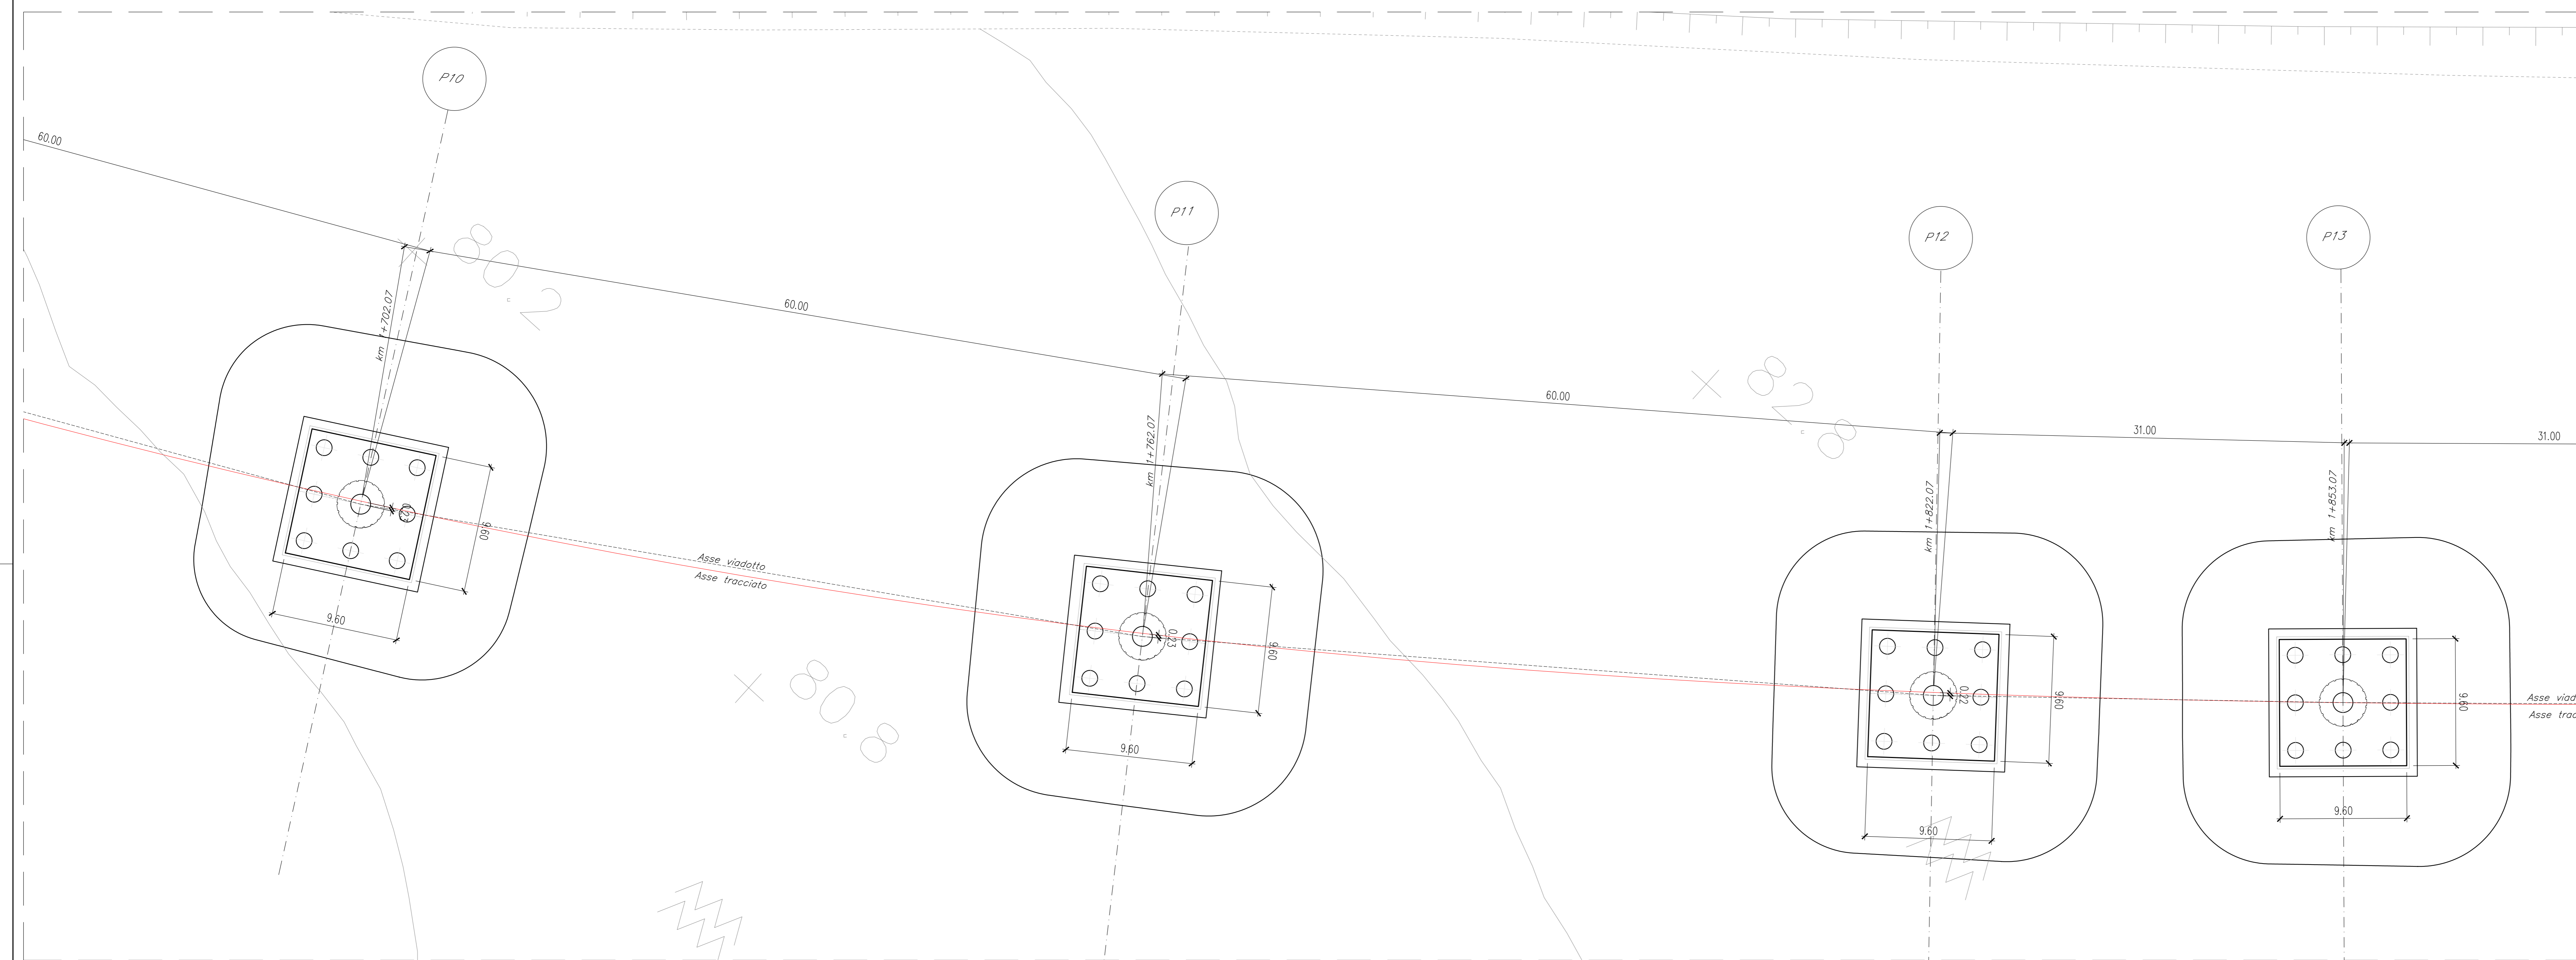 P10
P11
P12
P13
60.00
60.00
60.00
31.00
31.00
80.2
82.8
80.8
km 1+702.07
km 1+762.07
km 1+822.07
km 1+853.07
0.23
0.22
9.60
9.60
9.60
9.60
9.60
9.60
9.60
9.60
Asse viadotto
Asse tracciato
Asse viad
Asse trac